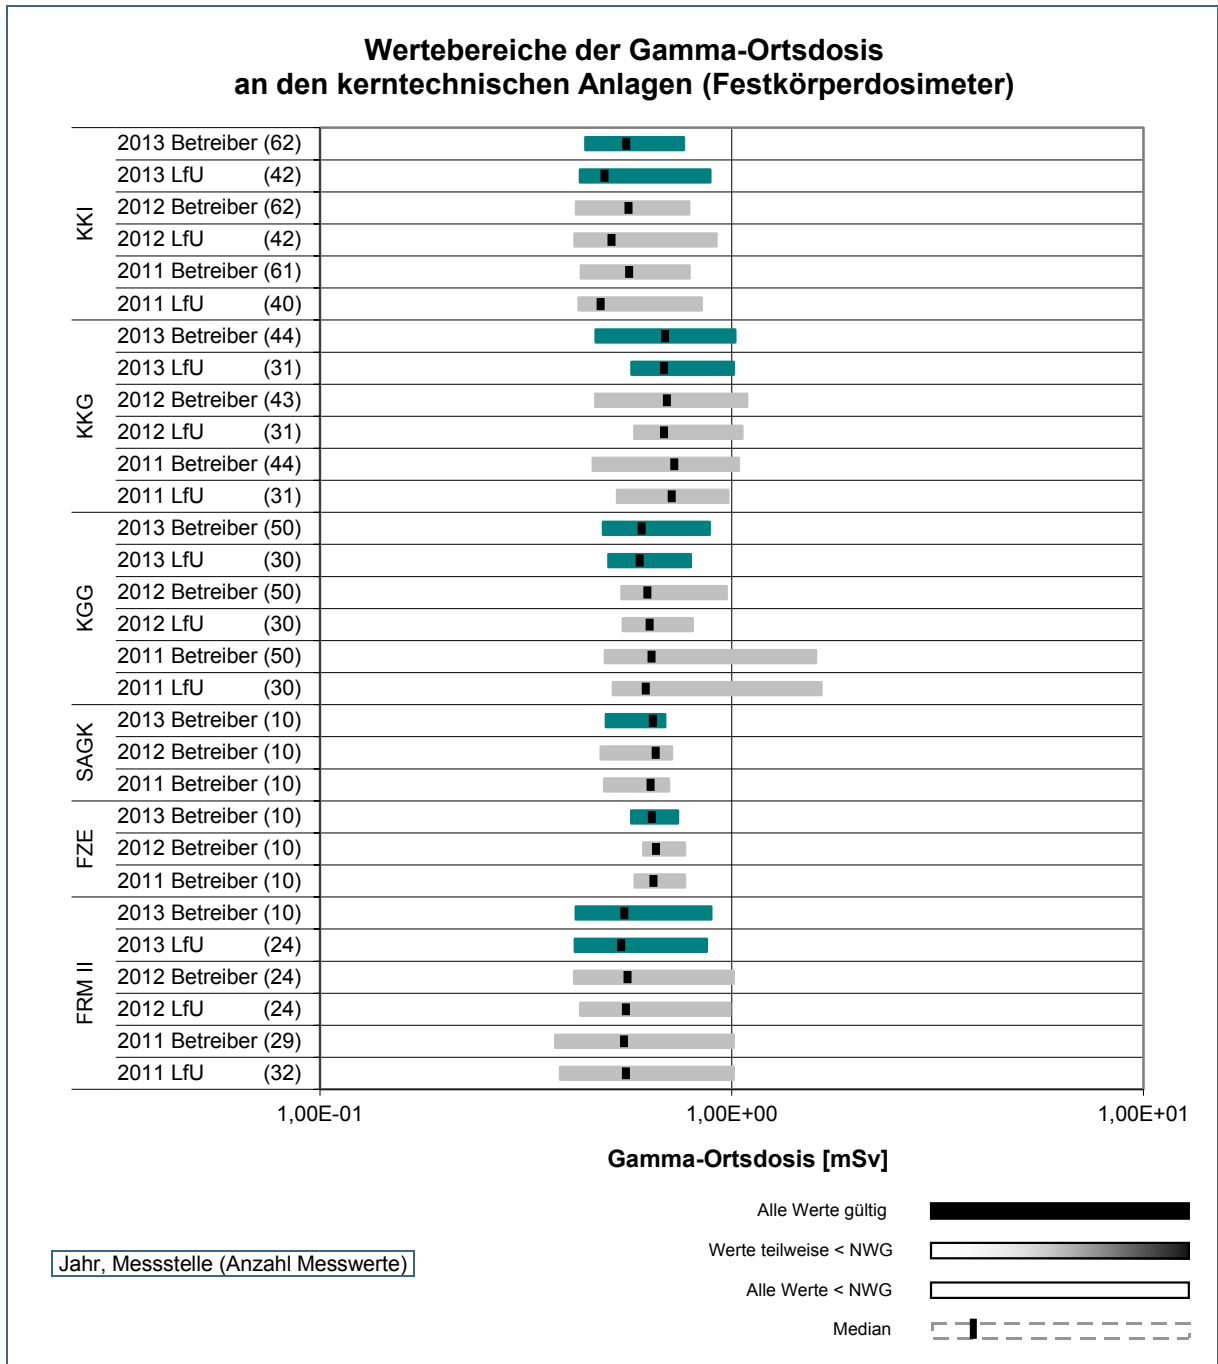 Wertebereiche der Gamma-Ortsdosis
an den kerntechnischen Anlagen (Festkörperdosimeter)
KKI
2013 Betreiber (62)
2013 LfU (42)
2012 Betreiber (62)
2012 LfU (42)
2011 Betreiber (61)
2011 LfU (40)
KKG
2013 Betreiber (44)
2013 LfU (31)
2012 Betreiber (43)
2012 LfU (31)
2011 Betreiber (44)
2011 LfU (31)
KGG
2013 Betreiber (50)
2013 LfU (30)
2012 Betreiber (50)
2012 LfU (30)
2011 Betreiber (50)
2011 LfU (30)
SAGK
2013 Betreiber (10)
2012 Betreiber (10)
2011 Betreiber (10)
FZE
2013 Betreiber (10)
2012 Betreiber (10)
2011 Betreiber (10)
FRM II
2013 Betreiber (10)
2013 LfU (24)
2012 Betreiber (24)
2012 LfU (24)
2011 Betreiber (29)
2011 LfU (32)
1,00E-01 1,00E+00 1,00E+01
Gamma-Ortsdosis [mSv]
Alle Werte gültig
Werte teilweise < NWG
Alle Werte < NWG
Median
Jahr, Messstelle (Anzahl Messwerte)